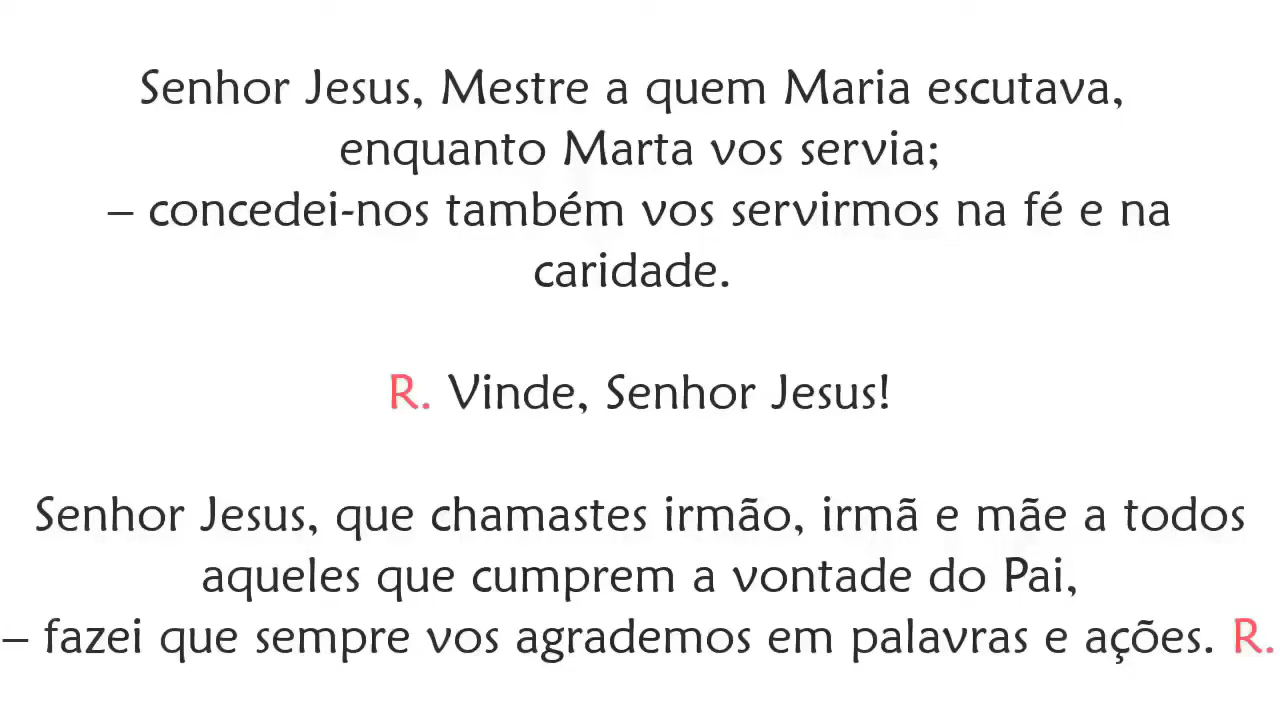 Senhor Jesus, Mestre a quem Maria escutava,
enquanto Marta vos servia;
– concedei-nos também vos servirmos na fé e na
caridade.
R. Vinde, Senhor Jesus!
Senhor Jesus, que chamastes irmão, irmã e mãe a todos
aqueles que cumprem a vontade do Pai,
– fazei que sempre vos agrademos em palavras e ações. R.